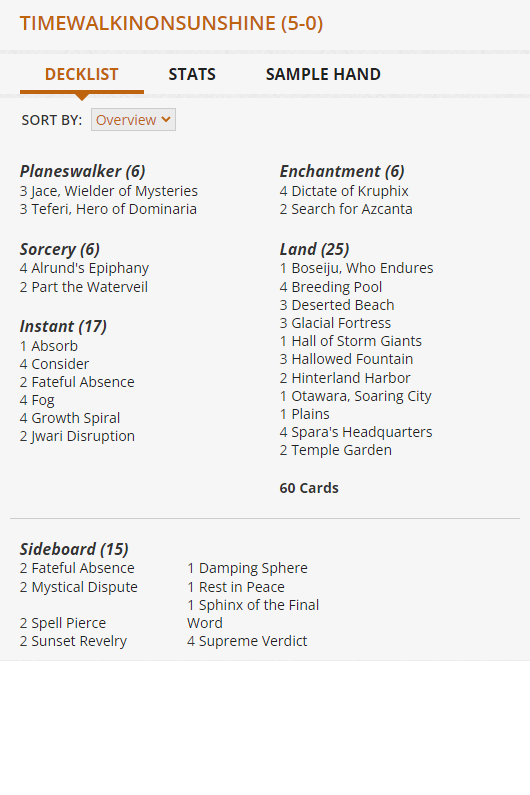 TIMEWALKINONSUNSHINE (5-0)
DECKLIST STATS SAMPLE HAND
SORT BY: Overview
Planeswalker (6)
3 Jace, Wielder of Mysteries
3 Teferi, Hero of Dominaria
Sorcery (6)
4 Alrund's Epiphany
2 Part the Waterveil
Instant (17)
1 Absorb
4 Consider
2 Fateful Absence
4 Fog
4 Growth Spiral
2 Jwari Disruption
Enchantment (6)
4 Dictate of Kruphix
2 Search for Azcanta
Land (25)
1 Boseiju, Who Endures
4 Breeding Pool
3 Deserted Beach
3 Glacial Fortress
1 Hall of Storm Giants
3 Hallowed Fountain
2 Hinterland Harbor
1 Otawara, Soaring City
1 Plains
4 Spara's Headquarters
2 Temple Garden
60 Cards
Sideboard (15)
2 Fateful Absence
2 Mystical Dispute
2 Spell Pierce
2 Sunset Revelry
1 Damping Sphere
1 Rest in Peace
1 Sphinx of the Final
Word
4 Supreme Verdict